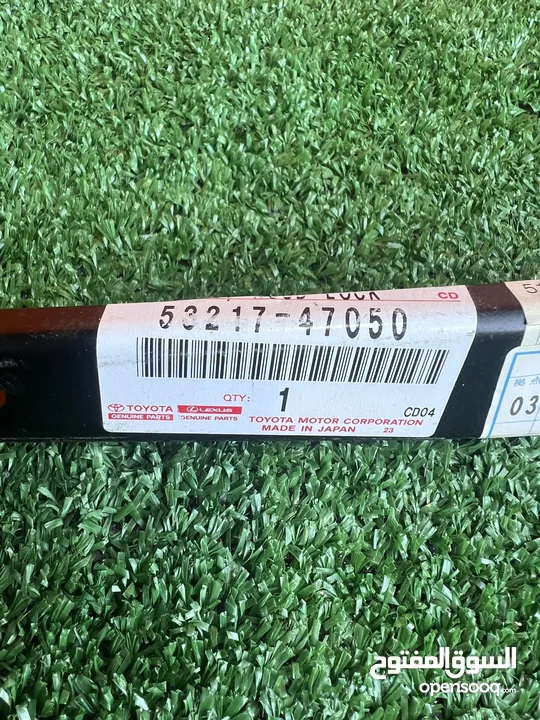 LOCK
CD
53217-47050
QTY: 1
CD04
TOYOTA
GENUINE PARTS
LEXUS
GENUINE PARTS
TOYOTA MOTOR CORPORATION
MADE IN JAPAN 23
السوق المفتوح
opensooq.com